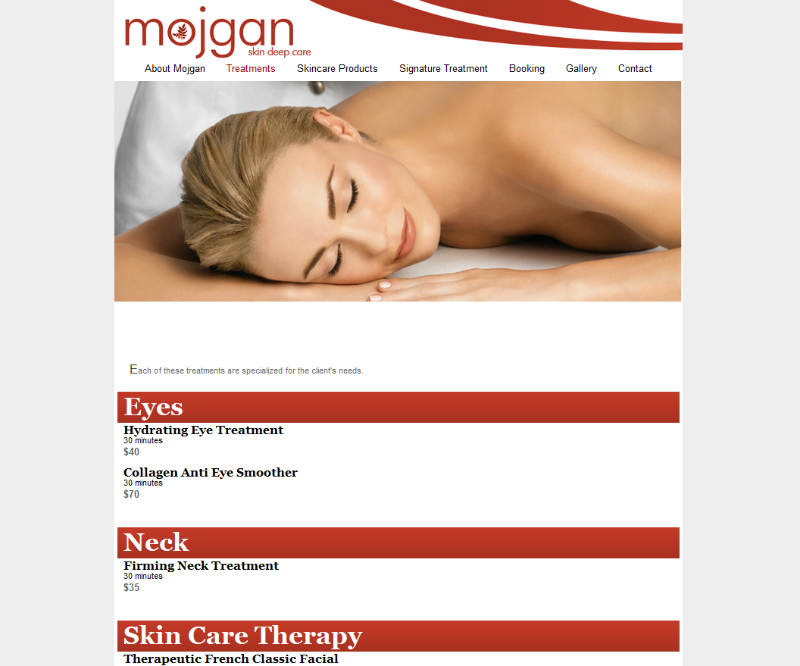 mojgan
skin deep care
About Mojgan Treatments Skincare Products Signature Treatment Booking Gallery Contact
Each of these treatments are specialized for the client's needs.
Eyes
Hydrating Eye Treatment
30 minutes
$40
Collagen Anti Eye Smoother
30 minutes
$70
Neck
Firming Neck Treatment
30 minutes
$35
Skin Care Therapy
Therapeutic French Classic Facial